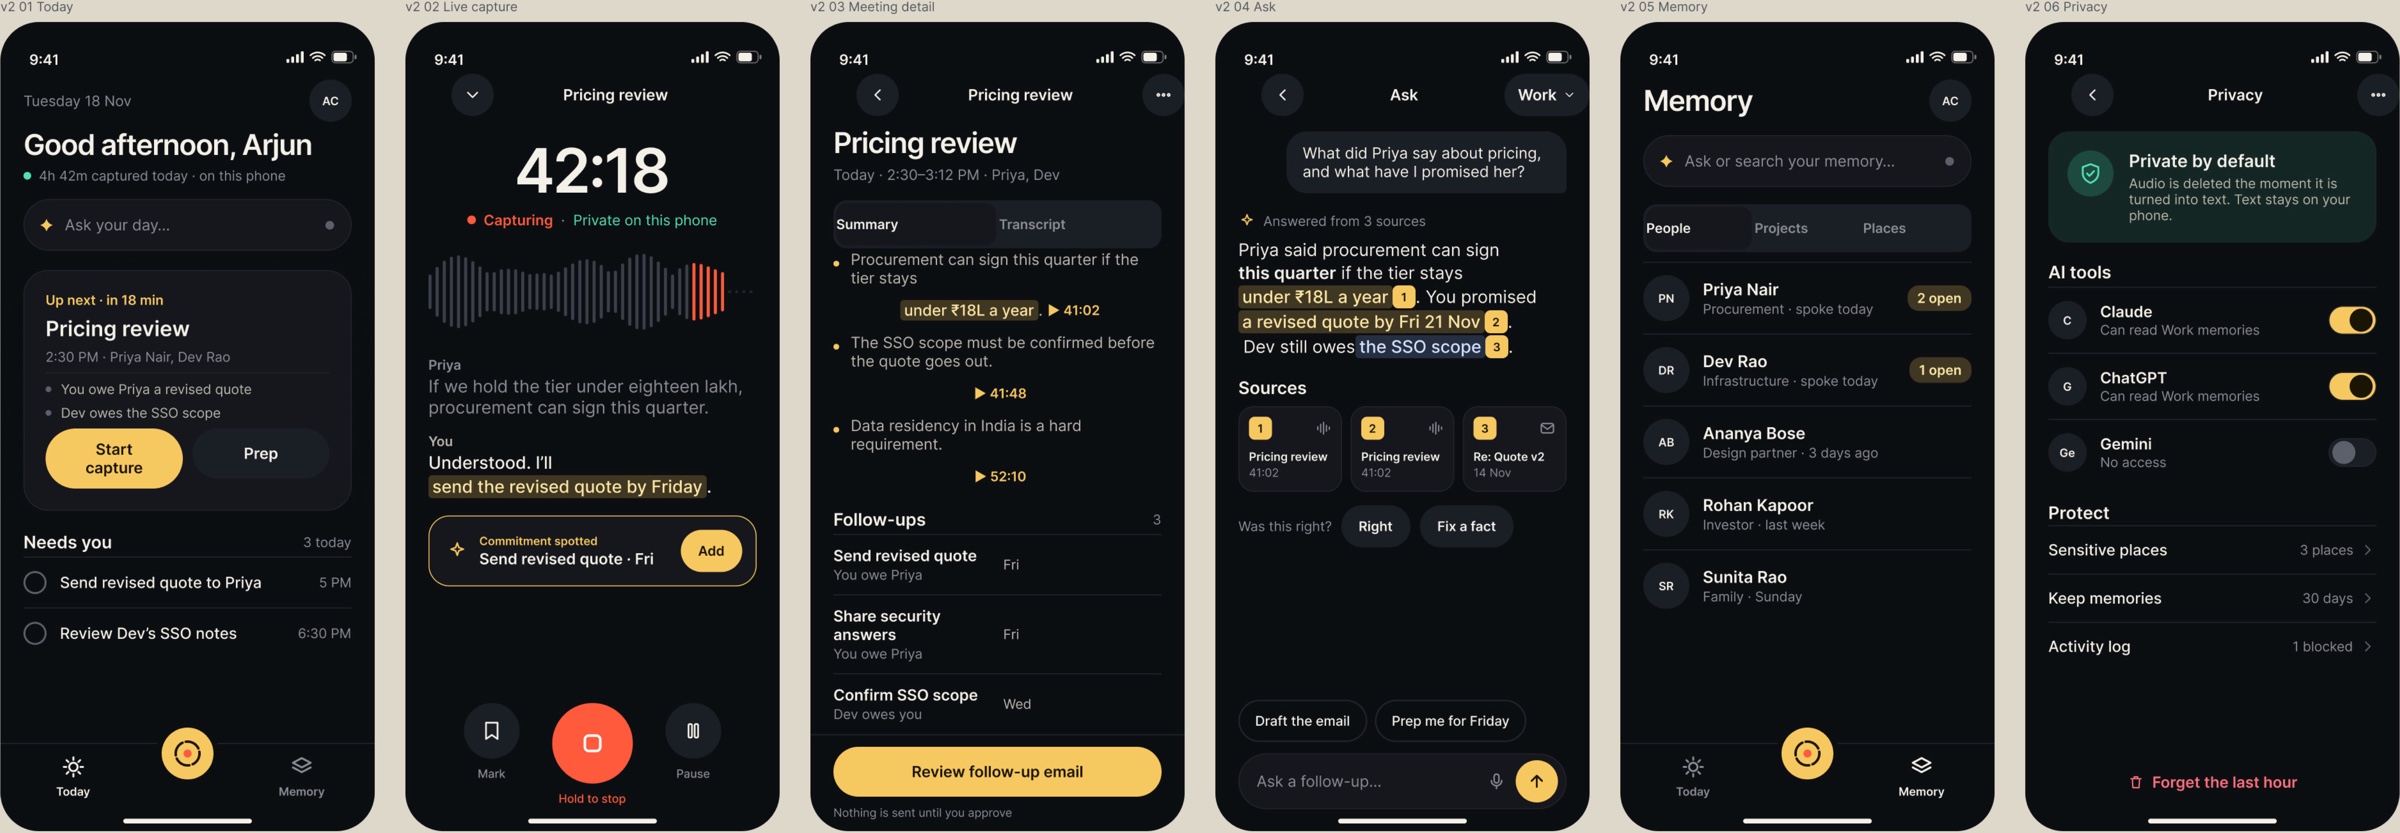 v2 01 Today
9:41
Tuesday 18 Nov
AC
Good afternoon, Arjun
4h 42m captured today · on this phone
Ask your day...
Up next · in 18 min
Pricing review
2:30 PM · Priya Nair, Dev Rao
You owe Priya a revised quote
Dev owes the SSO scope
Start
capture
Prep
Needs you
3 today
Send revised quote to Priya
5 PM
Review Dev’s SSO notes
6:30 PM
Today
Memory
v2 02 Live capture
9:41
Pricing review
42:18
Capturing · Private on this phone
Priya
If we hold the tier under eighteen lakh,
procurement can sign this quarter.
You
Understood. I’ll
send the revised quote by Friday.
Commitment spotted
Send revised quote · Fri
Add
Mark
Hold to stop
Pause
v2 03 Meeting detail
9:41
Pricing review
Pricing review
Today · 2:30–3:12 PM · Priya, Dev
Summary
Transcript
Procurement can sign this quarter if the
tier stays
under ₹18L a year. ▶ 41:02
The SSO scope must be confirmed before
the quote goes out.
▶ 41:48
Data residency in India is a hard
requirement.
▶ 52:10
Follow-ups
3
Send revised quote
You owe Priya
Fri
Share security
answers
You owe Priya
Fri
Confirm SSO scope
Dev owes you
Wed
Review follow-up email
Nothing is sent until you approve
v2 04 Ask
9:41
Ask
Work
What did Priya say about pricing,
and what have I promised her?
Answered from 3 sources
Priya said procurement can sign
this quarter if the tier stays
under ₹18L a year 1. You promised
a revised quote by Fri 21 Nov 2.
Dev still owes the SSO scope 3.
Sources
1
Pricing review
41:02
2
Pricing review
41:02
3
Re: Quote v2
14 Nov
Was this right?
Right
Fix a fact
Draft the email
Prep me for Friday
Ask a follow-up...
v2 05 Memory
9:41
Memory
AC
Ask or search your memory...
People
Projects
Places
PN
Priya Nair
Procurement · spoke today
2 open
DR
Dev Rao
Infrastructure · spoke today
1 open
AB
Ananya Bose
Design partner · 3 days ago
RK
Rohan Kapoor
Investor · last week
SR
Sunita Rao
Family · Sunday
Today
Memory
v2 06 Privacy
9:41
Privacy
Private by default
Audio is deleted the moment it is
turned into text. Text stays on your
phone.
AI tools
C
Claude
Can read Work memories
G
ChatGPT
Can read Work memories
Ge
Gemini
No access
Protect
Sensitive places
3 places
Keep memories
30 days
Activity log
1 blocked
Forget the last hour